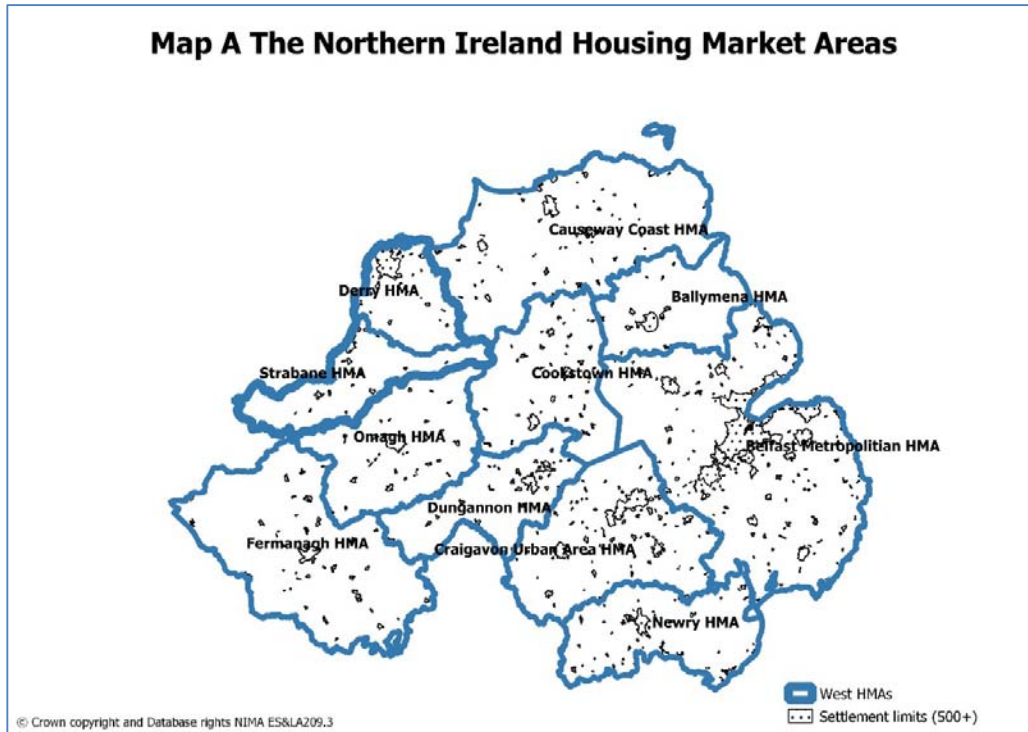 Map A The Northern Ireland Housing Market Areas
Causeway Coast HMA
Derry HMA
Ballymena HMA
Strabane HMA
Cookstown HMA
Omagh HMA
Belfast Metropolitian HMA
Dungannon HMA
Fermanagh HMA
Craigavon Urban Area HMA
Newry HMA
West HMAs
Settlement limits (500+)
© Crown copyright and Database rights NIMA ES&LA209.3